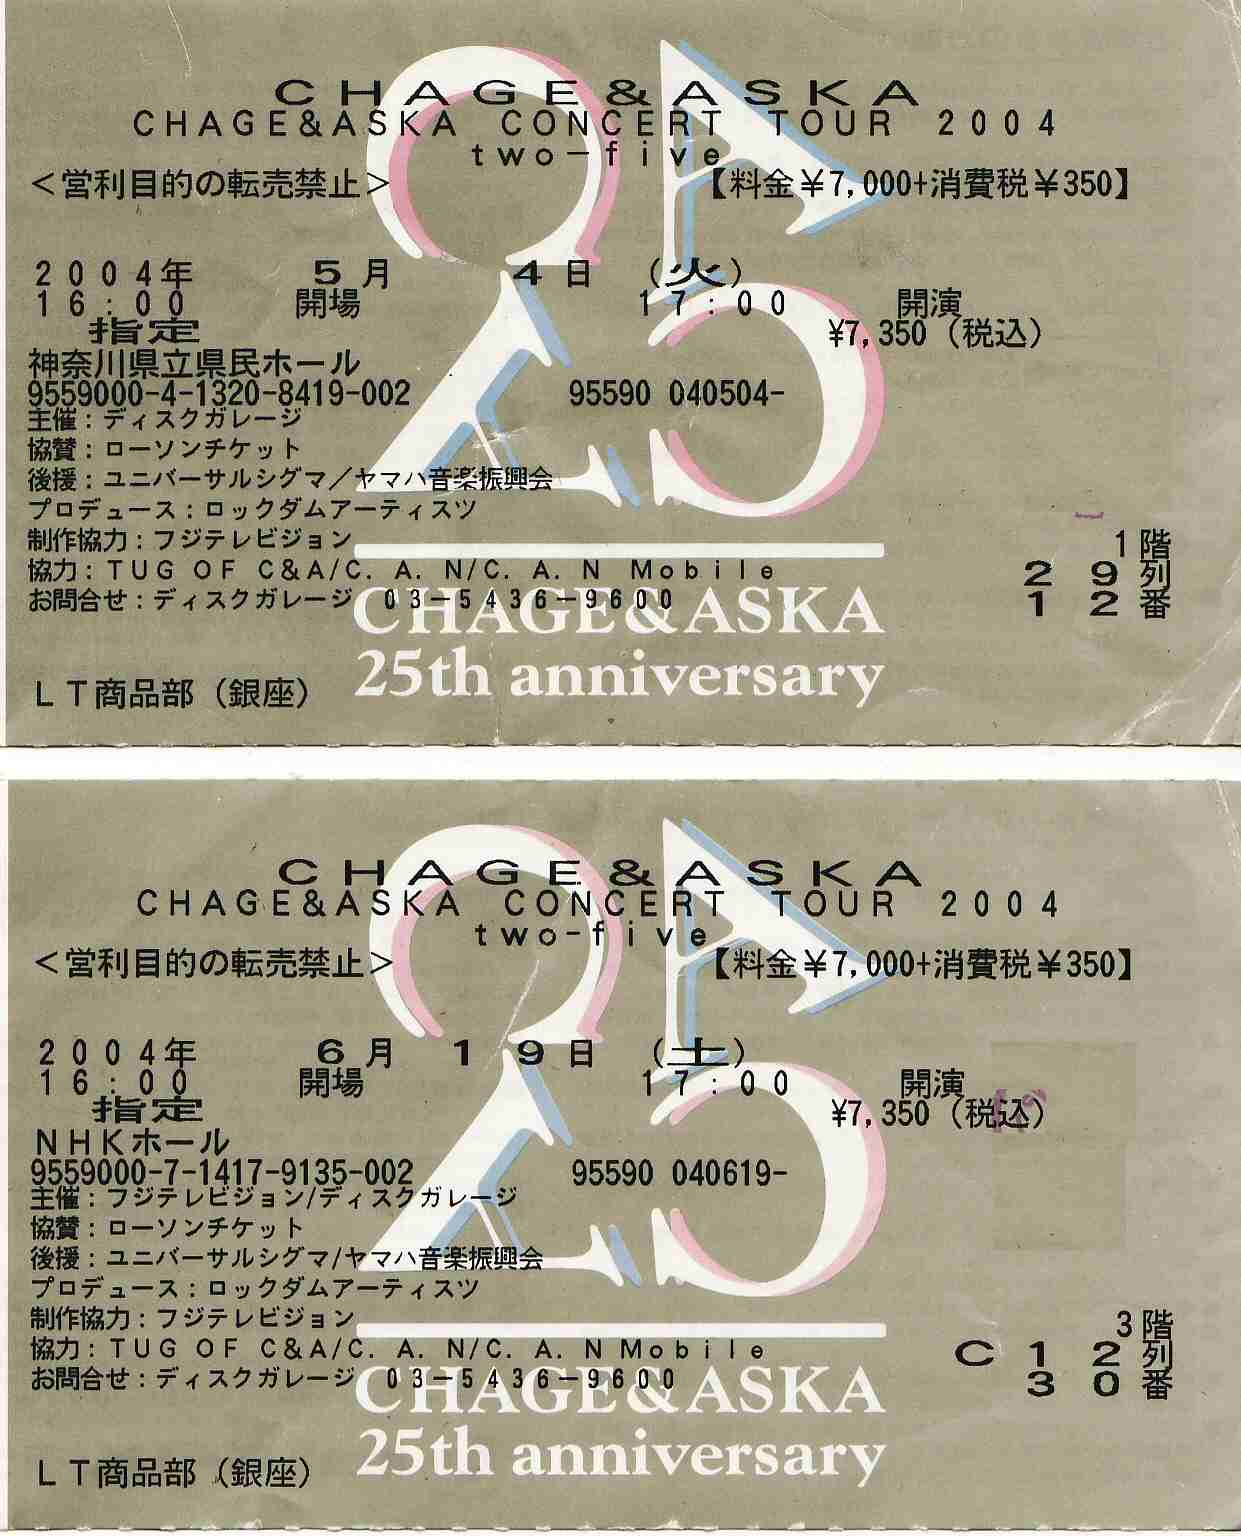 CHAGE&ASKA
CHAGE&ASKA CONCERT TOUR 2004
two-five
＜営利目的の転売禁止＞ 【料金￥7,000+消費税￥350】
2004年 5月 4日 （火）
16:00 開場 17:00 開演
指定 ¥7,350（税込）
神奈川県立県民ホール
9559000-4-1320-8419-002 95590 040504-
主催：ディスクガレージ
協賛：ローソンチケット
後援：ユニバーサルシグマ／ヤマハ音楽振興会
プロデュース：ロックダムアーティスツ
制作協力：フジテレビジョン
1階
協力：TUG OF C&A/C. A. N/C. A. N Mobile
29列
お問合せ：ディスクガレージ 03-5436-9600
12番
CHAGE&ASKA
25th anniversary
LT商品部（銀座）
CHAGE&ASKA
CHAGE&ASKA CONCERT TOUR 2004
two-five
＜営利目的の転売禁止＞ 【料金￥7,000+消費税￥350】
2004年 6月 19日 （土）
16:00 開場 17:00 開演
指定 ¥7,350（税込）
NHKホール
9559000-7-1417-9135-002 95590 040619-
主催：フジテレビジョン/ディスクガレージ
協賛：ローソンチケット
後援：ユニバーサルシグマ/ヤマハ音楽振興会
プロデュース：ロックダムアーティスツ
制作協力：フジテレビジョン
3階
協力：TUG OF C&A/C. A. N/C. A. N Mobile
C12列
お問合せ：ディスクガレージ 03-5436-9600
30番
CHAGE&ASKA
25th anniversary
LT商品部（銀座）